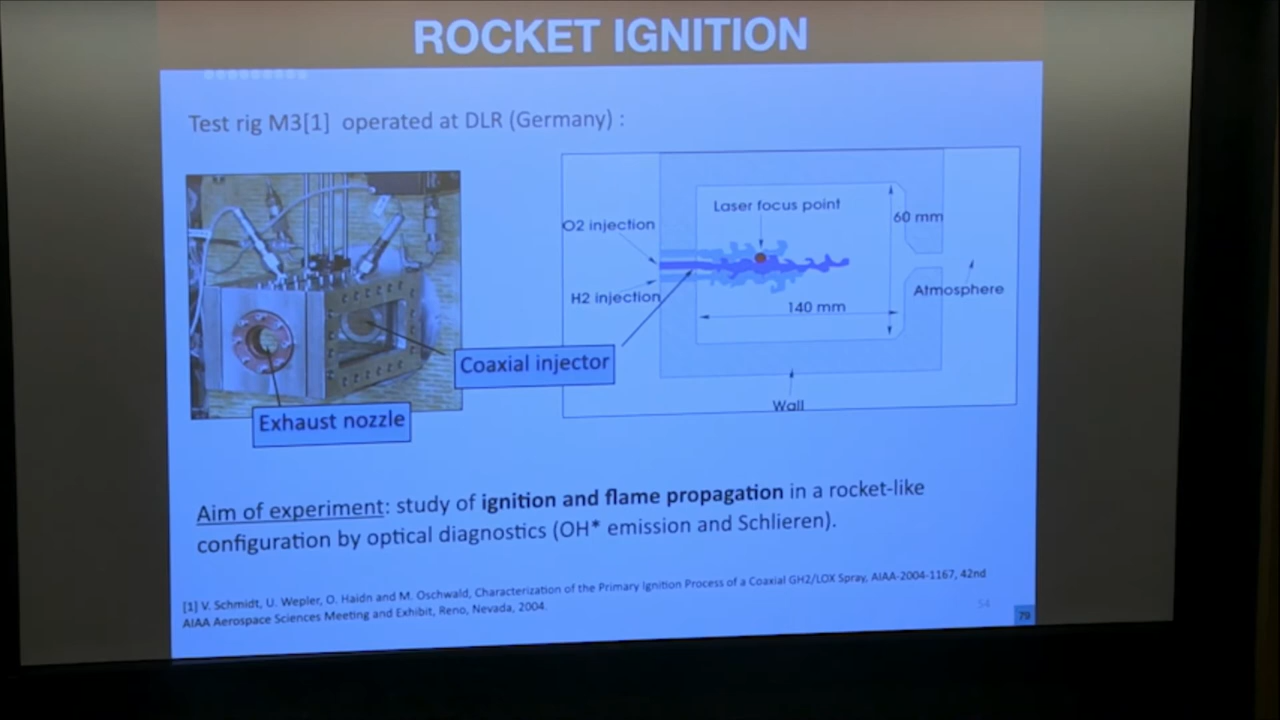 ROCKET IGNITION
Test rig M3[1] operated at DLR (Germany) :
Laser focus point
O2 injection
60 mm
H2 injection
Atmosphere
140 mm
Coaxial injector
Wall
Exhaust nozzle
Aim of experiment: study of ignition and flame propagation in a rocket-like
configuration by optical diagnostics (OH* emission and Schlieren).
[1] V. Schmidt, U. Wepler, O. Haidn and M. Oschwald, Characterization of the Primary Ignition Process of a Coaxial GH2/LOX Spray, AIAA-2004-1167, 42nd
AIAA Aerospace Sciences Meeting and Exhibit, Reno, Nevada, 2004.
54
79